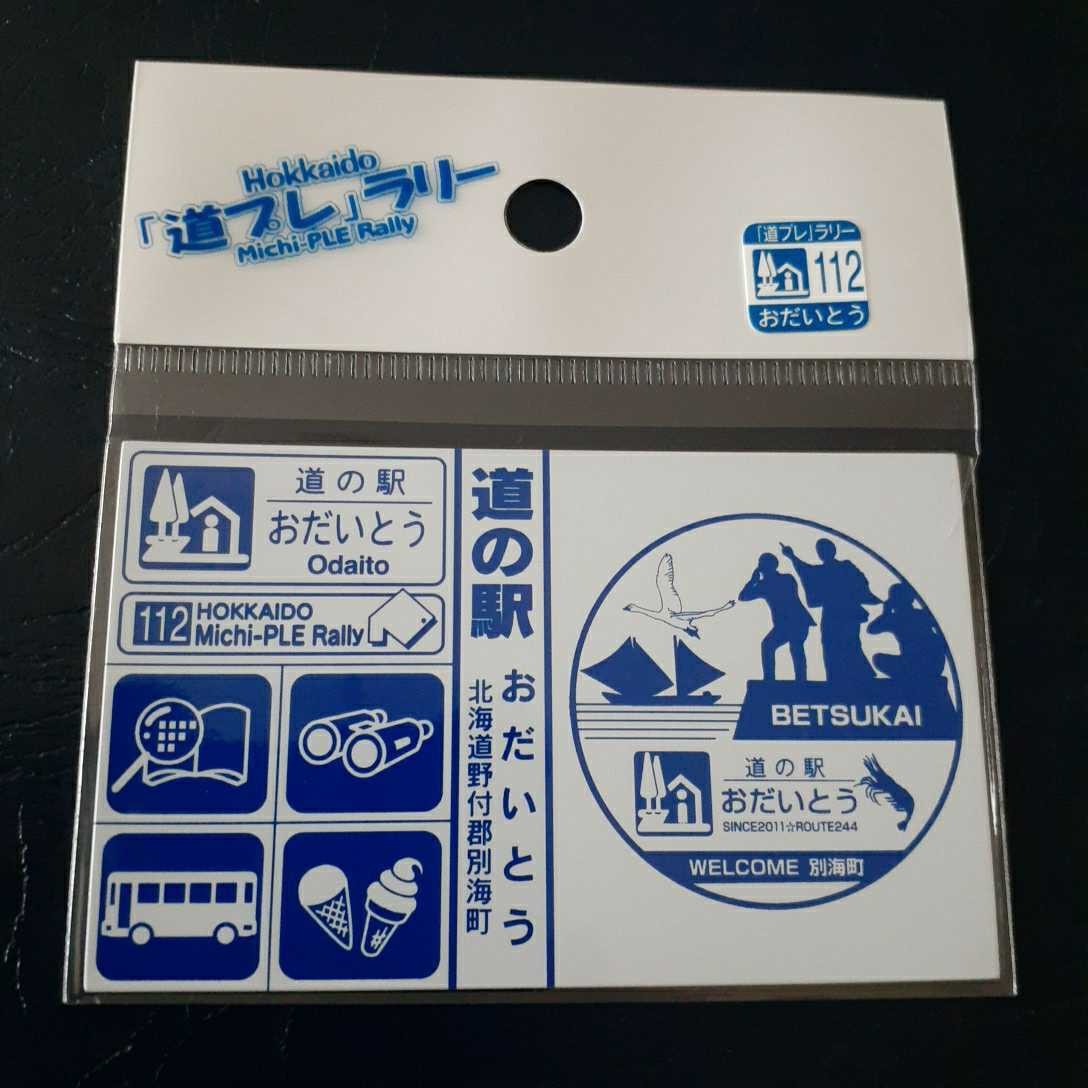 Hokkaido
「道プレ」ラリー
Michi-PLE Rally
「道プレ」ラリー
112
おだいとう
道の駅
おだいとう
Odaito
112 HOKKAIDO
Michi-PLE Rally
道の駅 おだいとう
北海道野付郡別海町
BETSUKAI
道の駅
おだいとう
SINCE2011☆ROUTE244
WELCOME 別海町